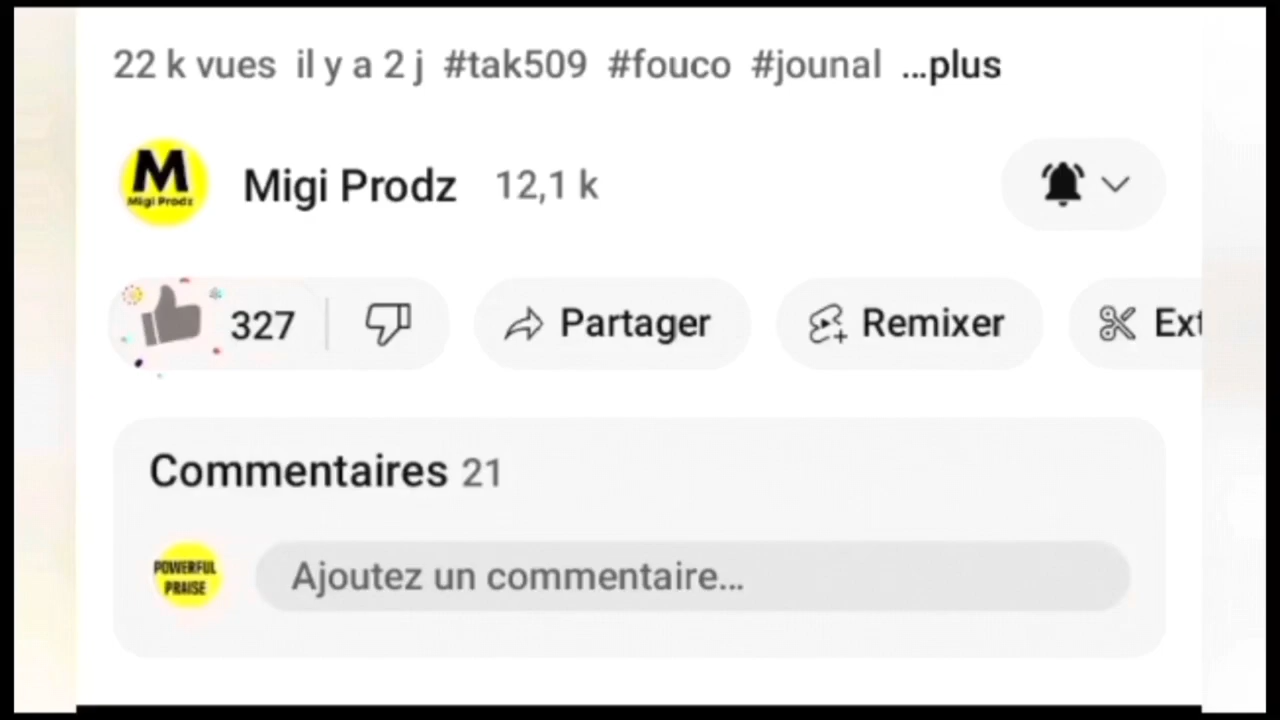 22 k vues il y a 2 j #tak509 #fouco #jounal ...plus
M
Migi Prodz
Migi Prodz 12,1 k
327 Partager Remixer Ext
Commentaires 21
POWERFUL
PRAISE
Ajoutez un commentaire...